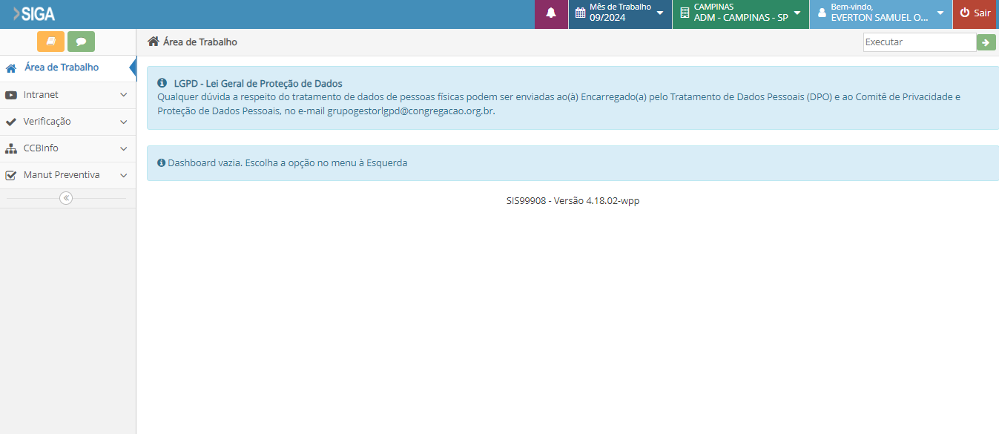 SIGA
Mês de Trabalho
09/2024
CAMPINAS
ADM - CAMPINAS - SP
Bem-vindo,
EVERTON SAMUEL O...
Sair
Área de Trabalho
Executar
Área de Trabalho
Intranet
Verificação
CCBInfo
Manut Preventiva
LGPD - Lei Geral de Proteção de Dados
Qualquer dúvida a respeito do tratamento de dados de pessoas físicas podem ser enviadas ao(à) Encarregado(a) pelo Tratamento de Dados Pessoais (DPO) e ao Comitê de Privacidade e
Proteção de Dados Pessoais, no e-mail grupogestorlgpd@congregacao.org.br.
Dashboard vazia. Escolha a opção no menu à Esquerda
SIS99908 - Versão 4.18.02-wpp